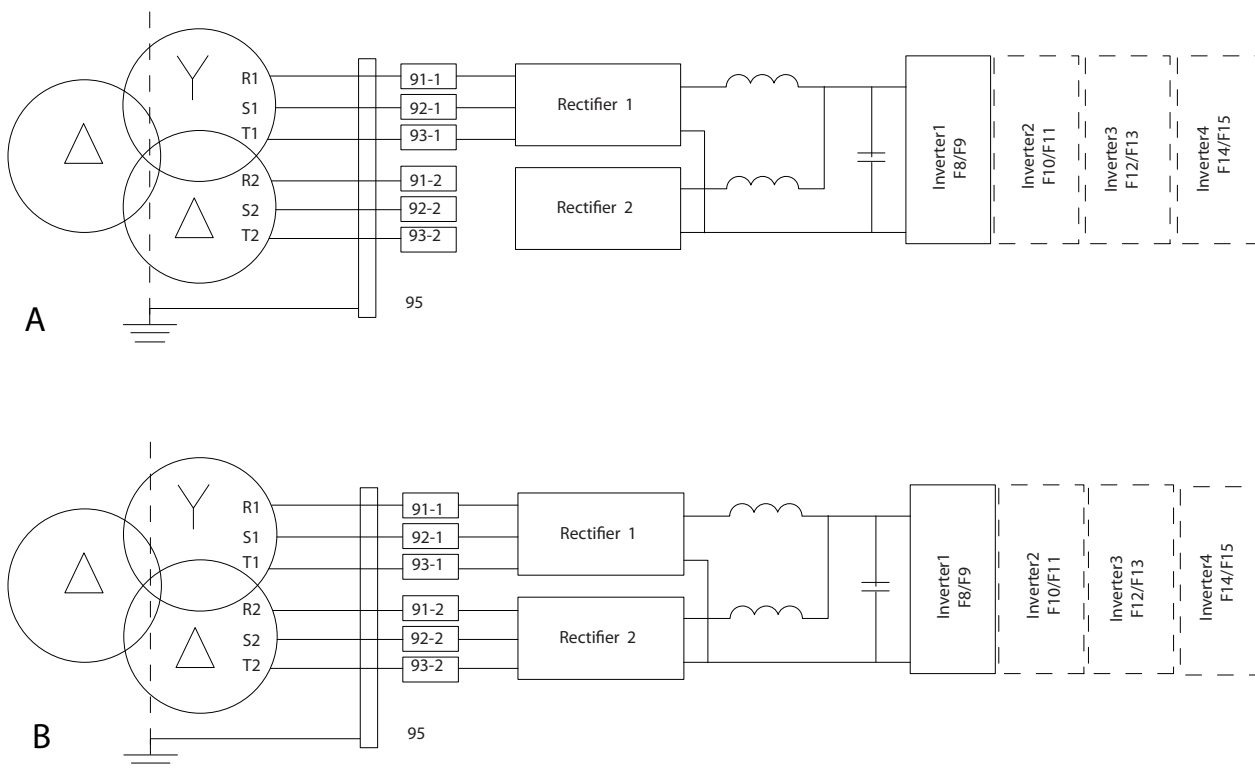 R1
S1
T1
R2
S2
T2
91-1
92-1
93-1
91-2
92-2
93-2
95
Rectifier 1
Rectifier 2
Inverter1
F8/F9
Inverter2
F10/F11
Inverter3
F12/F13
Inverter4
F14/F15
A
R1
S1
T1
R2
S2
T2
91-1
92-1
93-1
91-2
92-2
93-2
95
Rectifier 1
Rectifier 2
Inverter1
F8/F9
Inverter2
F10/F11
Inverter3
F12/F13
Inverter4
F14/F15
B